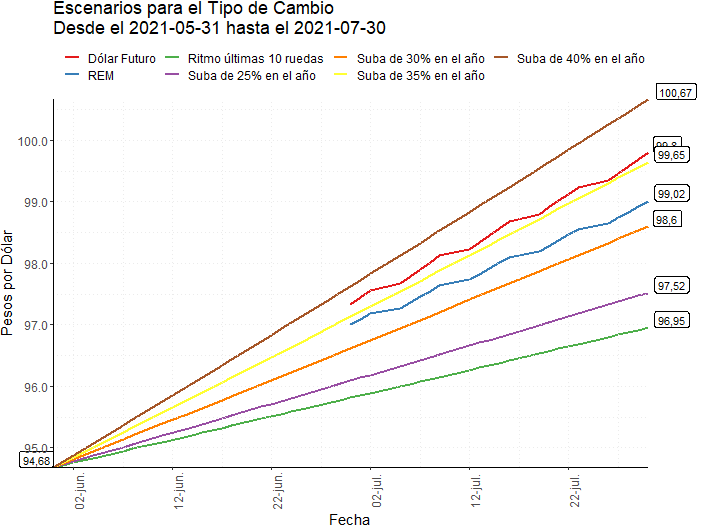 Escenarios para el Tipo de Cambio
Desde el 2021-05-31 hasta el 2021-07-30
Dólar Futuro
Ritmo últimas 10 ruedas
Suba de 30% en el año
Suba de 40% en el año
REM
Suba de 25% en el año
Suba de 35% en el año
100,67
100.0
99,8
99,65
99,02
99.0
98,6
98.0
97,52
97.0
96,95
96.0
95.0
94,68
Pesos por Dólar
02-jun.
12-jun.
22-jun.
02-jul.
12-jul.
22-jul.
Fecha